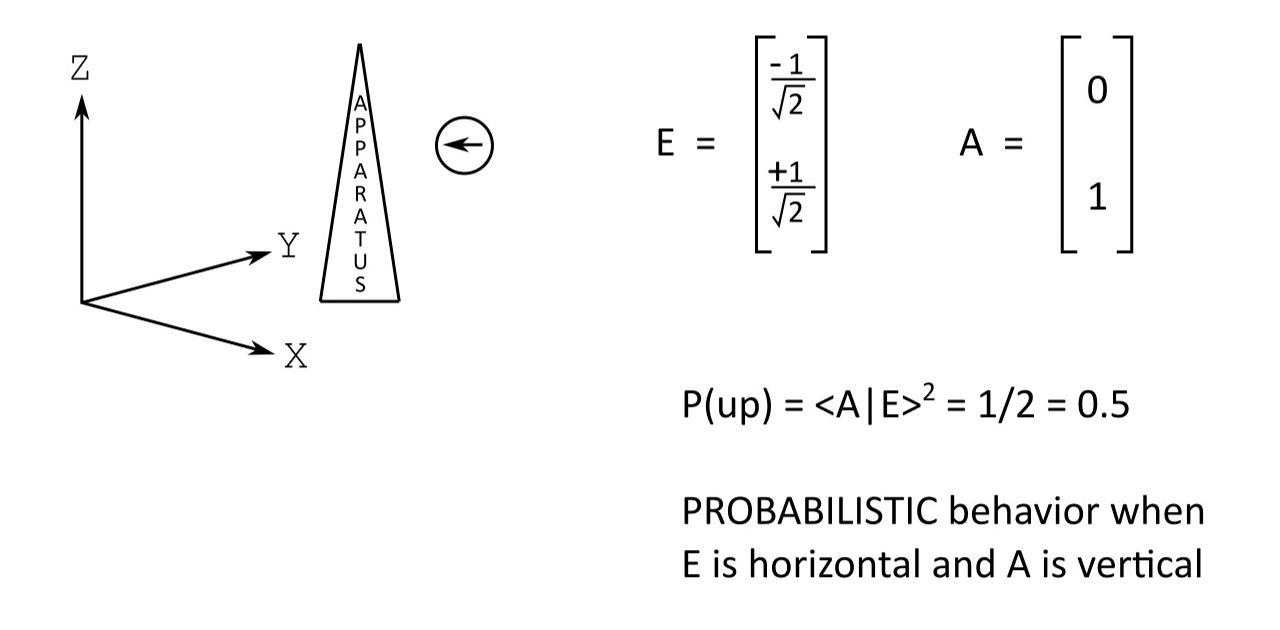 Z
Y
X
APPARATUS
E = [ -1/√2 +1/√2 ]
A = [ 0 1 ]
P(up) = <A|E>² = 1/2 = 0.5
PROBABILISTIC behavior when
E is horizontal and A is vertical